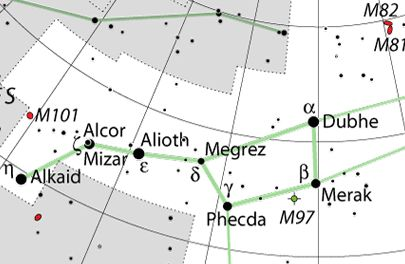 M82
M81
S
M101
α
Dubhe
Alcor
ζ
Mizar
Alioth
ε
Megrez
δ
η
Alkaid
γ
β
Merak
Phecda
M97